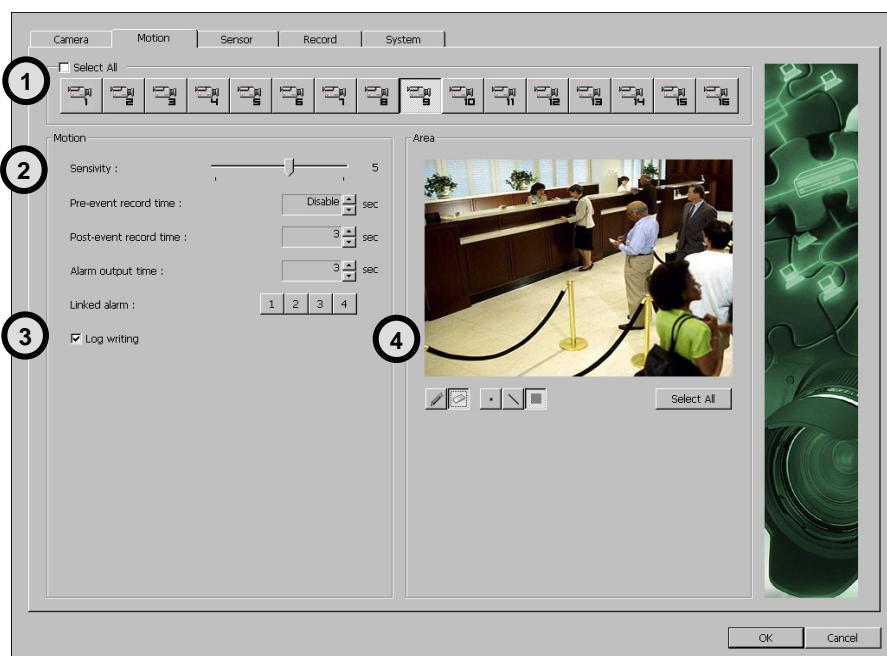 Camera Motion Sensor Record System
1
Select All
1 2 3 4 5 6 7 8 9 10 11 12 13 14 15 16
Motion
Area
2
Sensivity : 5
Pre-event record time : Disable sec
Post-event record time : 3 sec
Alarm output time : 3 sec
Linked alarm : 1 2 3 4
3
Log writing
4
Select All
OK Cancel